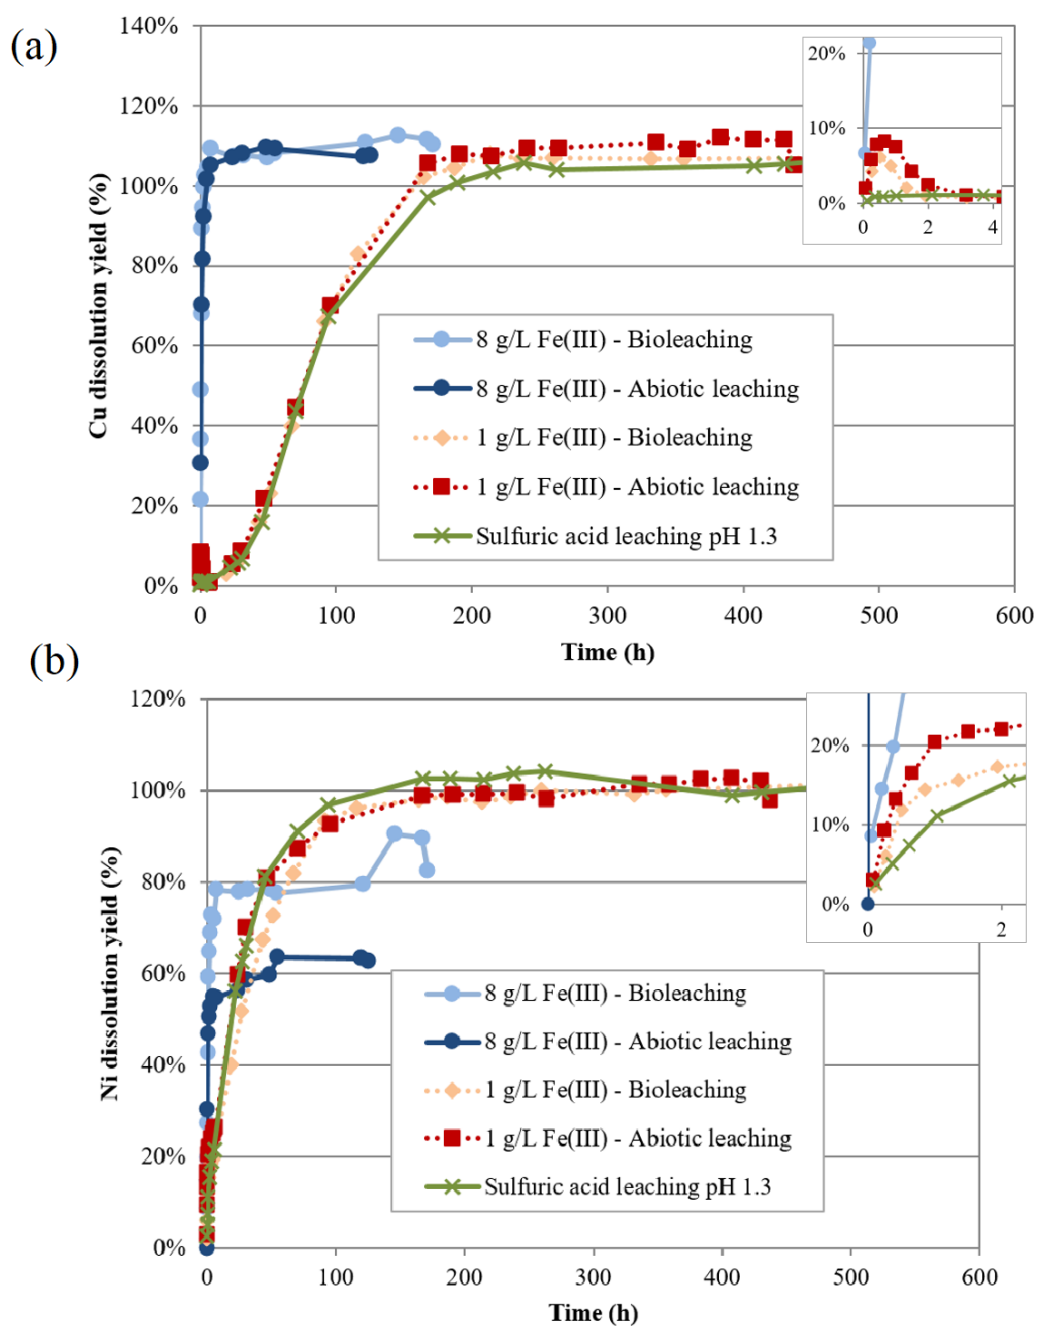 (a)
140%
120%
100%
80%
60%
40%
20%
0%
Cu dissolution yield (%)
0 100 200 300 400 500 600
Time (h)
20%
10%
0%
0 2 4
8 g/L Fe(III) - Bioleaching
8 g/L Fe(III) - Abiotic leaching
1 g/L Fe(III) - Bioleaching
1 g/L Fe(III) - Abiotic leaching
Sulfuric acid leaching pH 1.3
(b)
120%
100%
80%
60%
40%
20%
0%
Ni dissolution yield (%)
0 100 200 300 400 500 600
Time (h)
20%
10%
0%
0 2
8 g/L Fe(III) - Bioleaching
8 g/L Fe(III) - Abiotic leaching
1 g/L Fe(III) - Bioleaching
1 g/L Fe(III) - Abiotic leaching
Sulfuric acid leaching pH 1.3